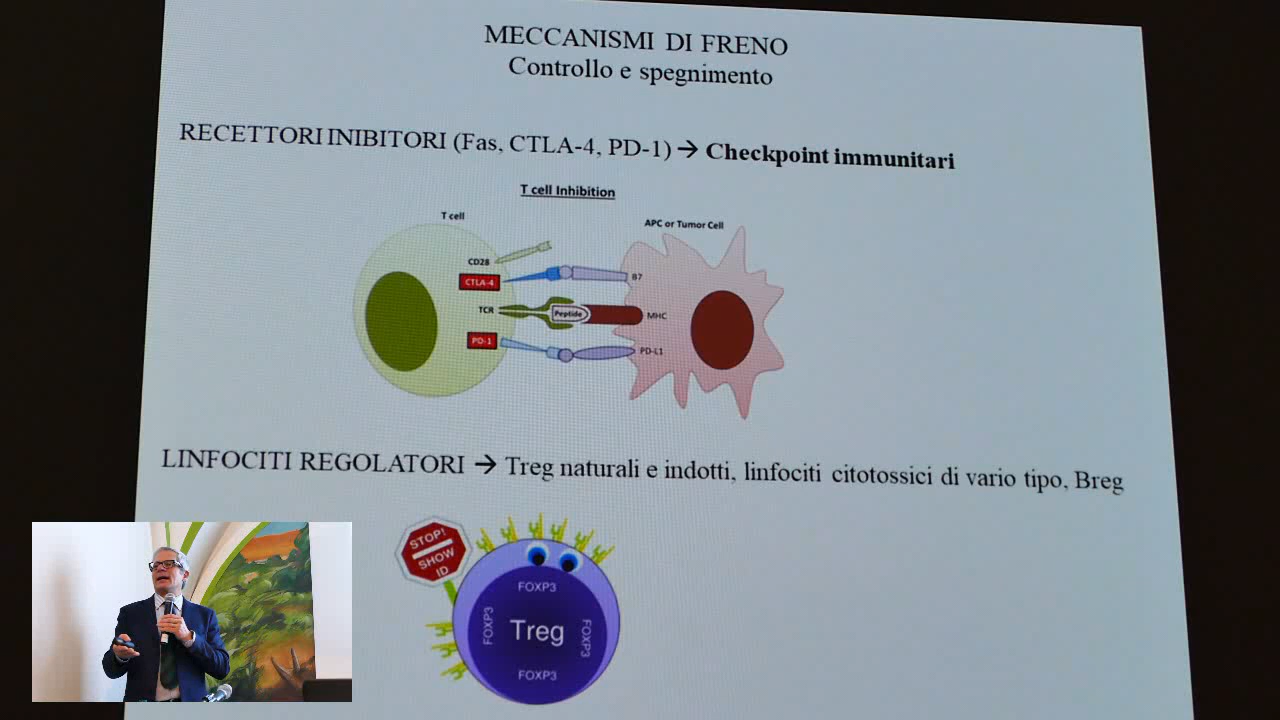 MECCANISMI DI FRENO
Controllo e spegnimento
RECETTORI INIBITORI (Fas, CTLA-4, PD-1) → Checkpoint immunitari
T cell Inhibition
T cell
APC or Tumor Cell
CD28
CTLA-4
B7
TCR
Peptide
MHC
PD-1
PD-L1
LINFOCITI REGOLATORI → Treg naturali e indotti, linfociti citotossici di vario tipo, Breg
STOP!
SHOW
ID
FOXP3
FOXP3
Treg
FOXP3
FOXP3